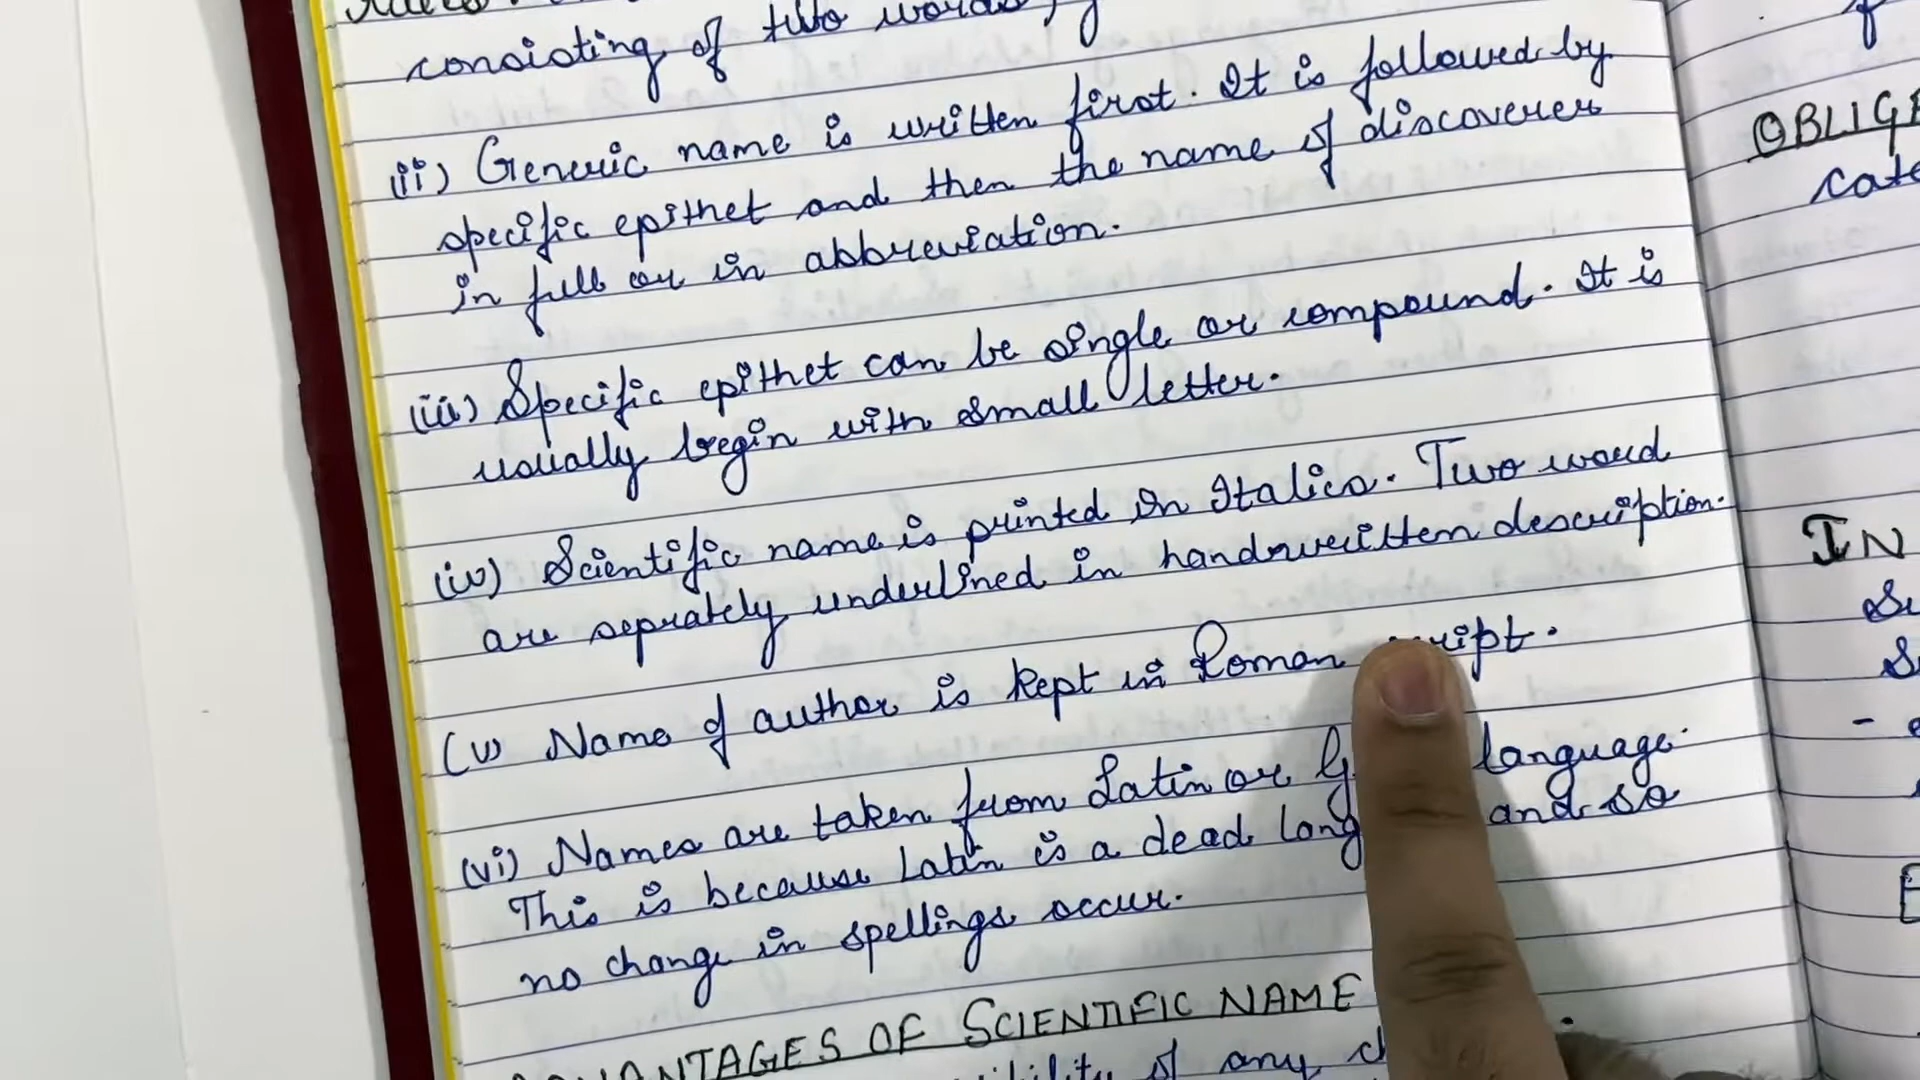 consisting of two words,
(ii) Generic name is written first. It is followed by
specific epithet and then the name of discoverer
in full or in abbreviation.
(iii) Specific epithet can be single or compound. It is
usually begin with small letter.
(iv) Scientific name is printed in Italics. Two word
are seprately underlined in handwritten description.
(v) Name of author is kept in Roman
(vi) Names are taken from Latin or language.
This is because Latin is a dead and so
no change in spellings occur.
OF SCIENTIFIC NAME
of any